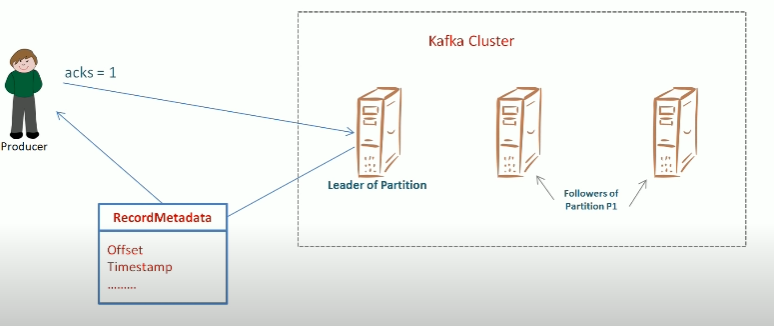 Kafka Cluster
acks = 1
Producer
Leader of Partition
Followers of
Partition P1
RecordMetadata
Offset
Timestamp
.........